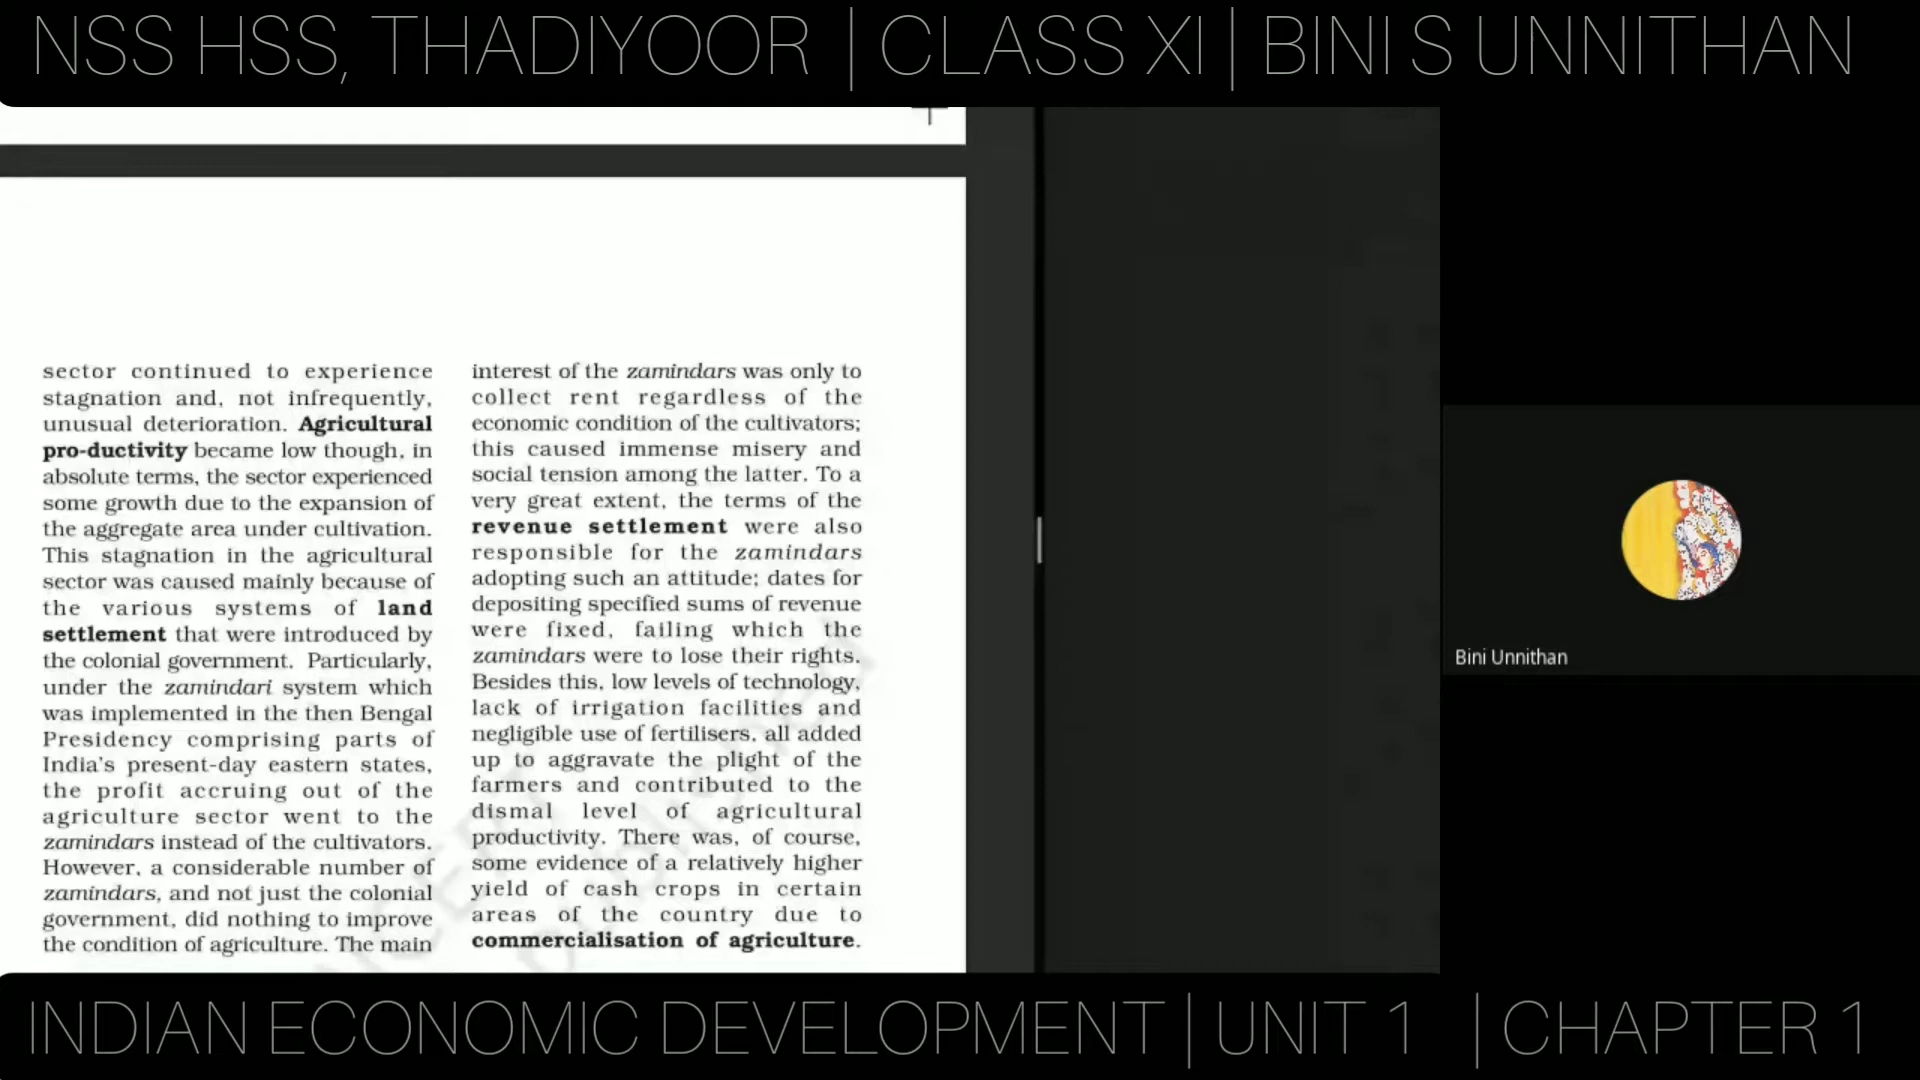 NSS HSS, THADIYOOR | CLASS XI | BINI S UNNITHAN
sector continued to experience
stagnation and, not infrequently,
unusual deterioration. Agricultural
pro-ductivity became low though, in
absolute terms, the sector experienced
some growth due to the expansion of
the aggregate area under cultivation.
This stagnation in the agricultural
sector was caused mainly because of
the various systems of land
settlement that were introduced by
the colonial government. Particularly,
under the zamindari system which
was implemented in the then Bengal
Presidency comprising parts of
India's present-day eastern states,
the profit accruing out of the
agriculture sector went to the
zamindars instead of the cultivators.
However, a considerable number of
zamindars, and not just the colonial
government, did nothing to improve
the condition of agriculture. The main
interest of the zamindars was only to
collect rent regardless of the
economic condition of the cultivators;
this caused immense misery and
social tension among the latter. To a
very great extent, the terms of the
revenue settlement were also
responsible for the zamindars
adopting such an attitude; dates for
depositing specified sums of revenue
were fixed, failing which the
zamindars were to lose their rights.
Besides this, low levels of technology,
lack of irrigation facilities and
negligible use of fertilisers, all added
up to aggravate the plight of the
farmers and contributed to the
dismal level of agricultural
productivity. There was, of course,
some evidence of a relatively higher
yield of cash crops in certain
areas of the country due to
commercialisation of agriculture.
Bini Unnithan
INDIAN ECONOMIC DEVELOPMENT | UNIT 1 | CHAPTER 1